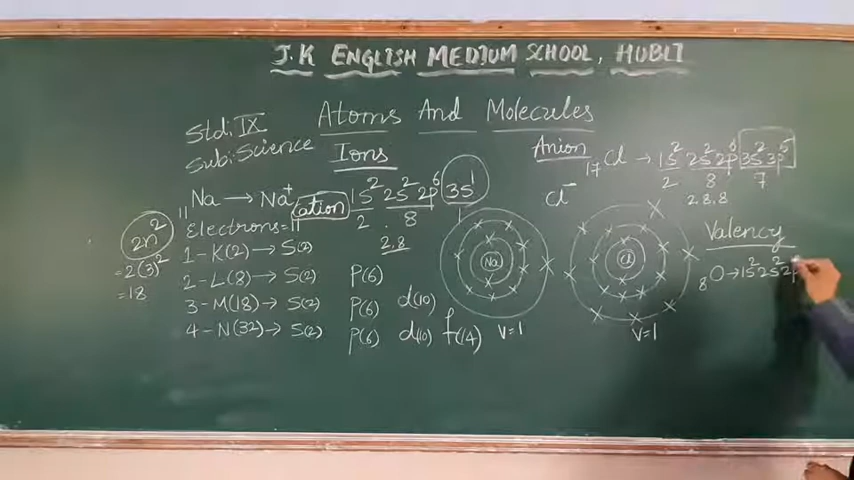 J.K ENGLISH MEDIUM SCHOOL, HUBLI
Std: IX
Atoms And Molecules
Sub: Science
Ions
Na → Na⁺
11
Cation
1S² 2S² 2p⁶ 3S¹
2 8 1
2.8
Electrons=11
2n²
=2(3)²
=18
1-K(2)→ S(2)
2-L(8)→ S(2) P(6)
3-M(18)→ S(2) P(6) d(10)
4-N(32)→ S(2) P(6) d(10) f(14)
Na
V=1
Anion
17Cl → 1S² 2S² 2p⁶ 3S² 3p⁵
2 8 7
2.8.8
Cl⁻
Cl
V=1
Valency
8O→1S² 2S² 2p